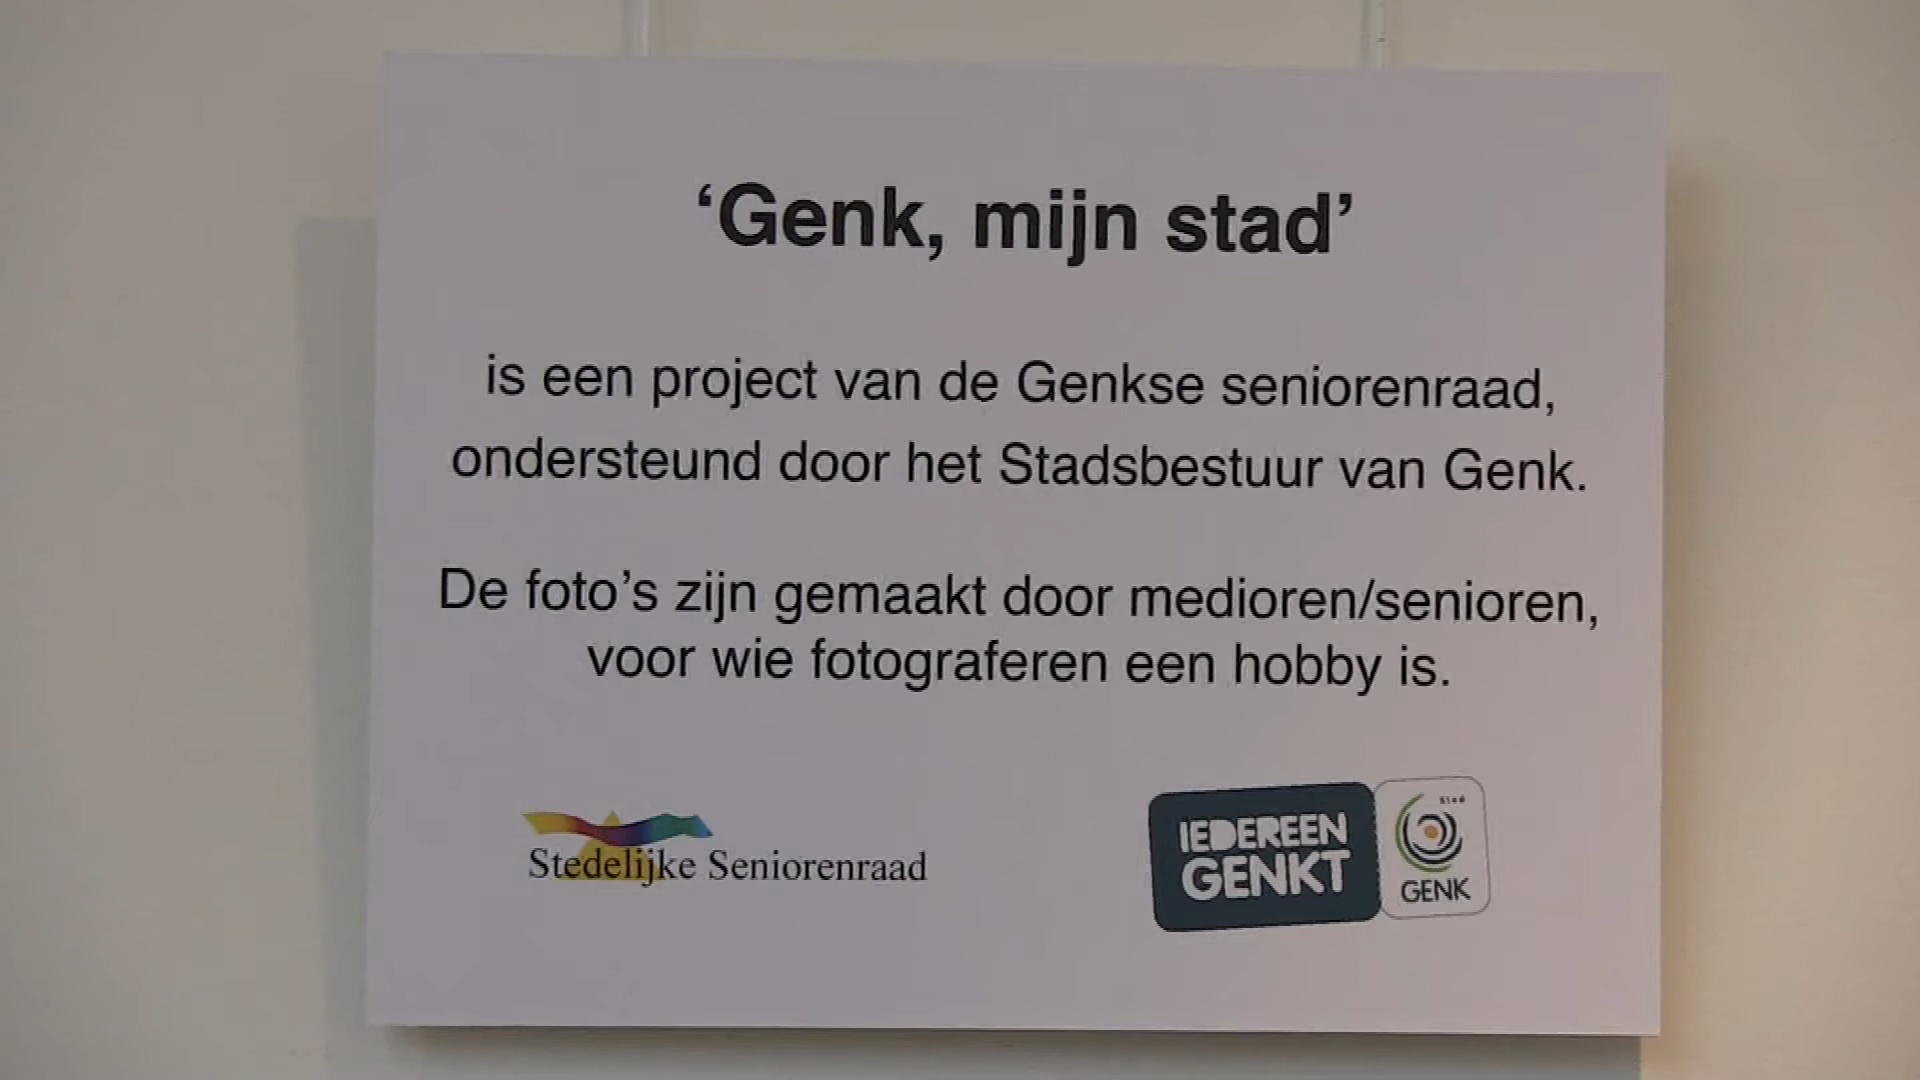 ‘Genk, mijn stad’
is een project van de Genkse seniorenraad,
ondersteund door het Stadsbestuur van Genk.
De foto’s zijn gemaakt door medioren/senioren,
voor wie fotograferen een hobby is.
Stedelijke Seniorenraad
IEDEREEN
GENKT
Stad
GENK